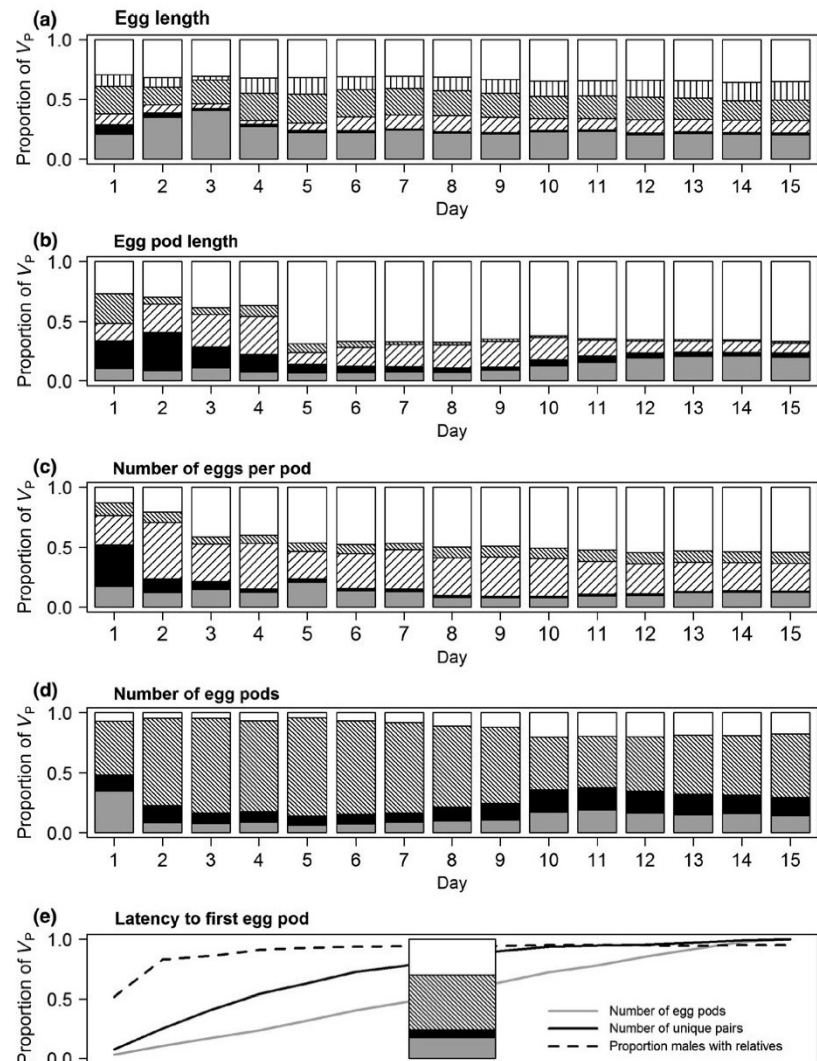 (a) Egg length
Proportion of VP
1.0
0.5
0.0
1 2 3 4 5 6 7 8 9 10 11 12 13 14 15
Day
(b) Egg pod length
Proportion of VP
1.0
0.5
0.0
1 2 3 4 5 6 7 8 9 10 11 12 13 14 15
Day
(c) Number of eggs per pod
Proportion of VP
1.0
0.5
0.0
1 2 3 4 5 6 7 8 9 10 11 12 13 14 15
Day
(d) Number of egg pods
Proportion of VP
1.0
0.5
0.0
1 2 3 4 5 6 7 8 9 10 11 12 13 14 15
Day
(e) Latency to first egg pod
Proportion of VP
1.0
0.5
0.0
Number of egg pods
Number of unique pairs
Proportion males with relatives